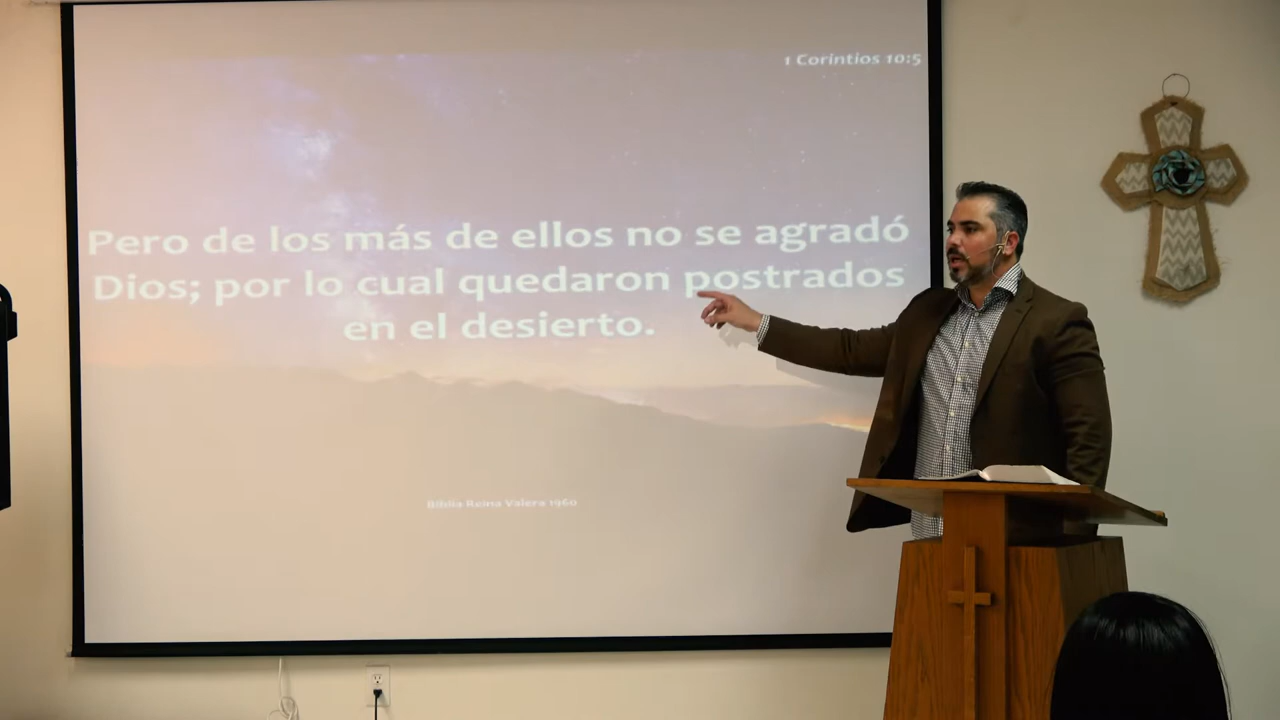 1 Corintios 10:5
Pero de los más de ellos no se agradó
Dios; por lo cual quedaron postrados
en el desierto.
Biblia Reina Valera 1960